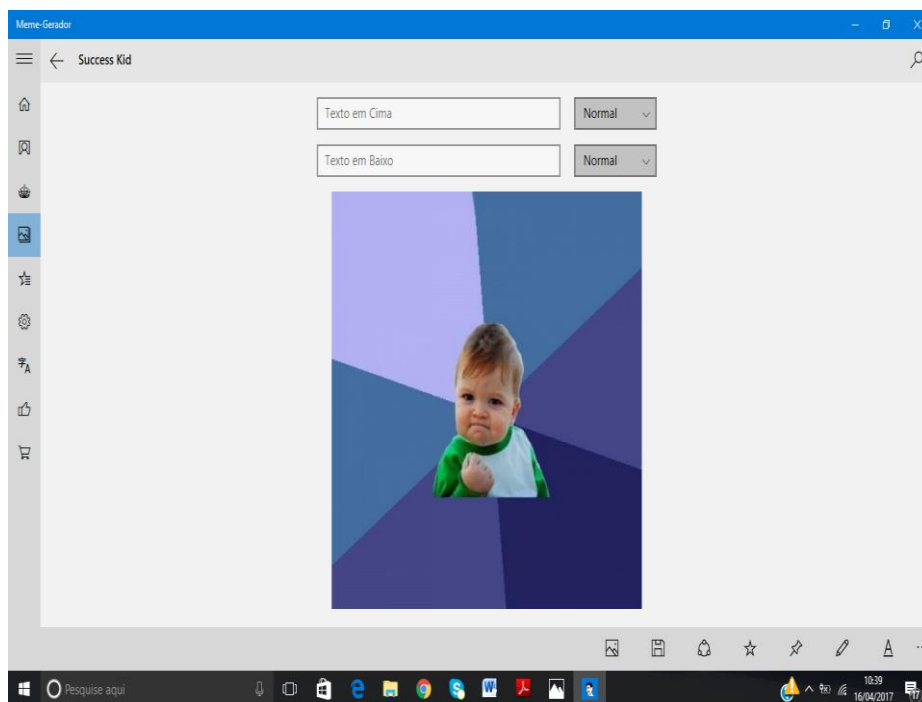 Meme-Gerador
Success Kid
Texto em Cima
Normal
Texto em Baixo
Normal
Pesquise aqui
10:39
16/04/2017
17